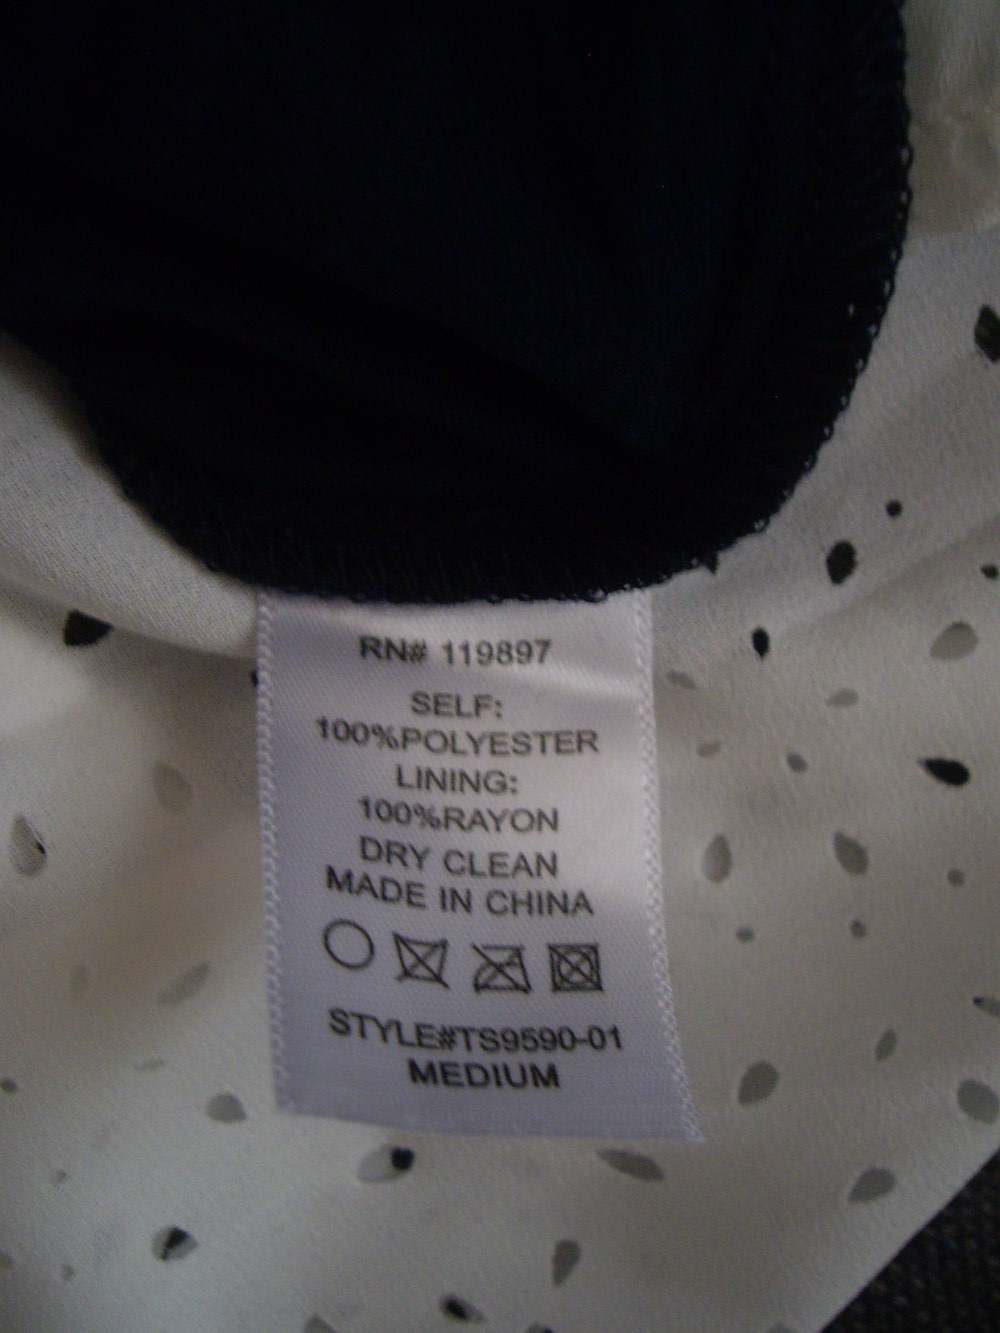 RN# 119897
SELF:
100%POLYESTER
LINING:
100%RAYON
DRY CLEAN
MADE IN CHINA
STYLE#TS9590-01
MEDIUM